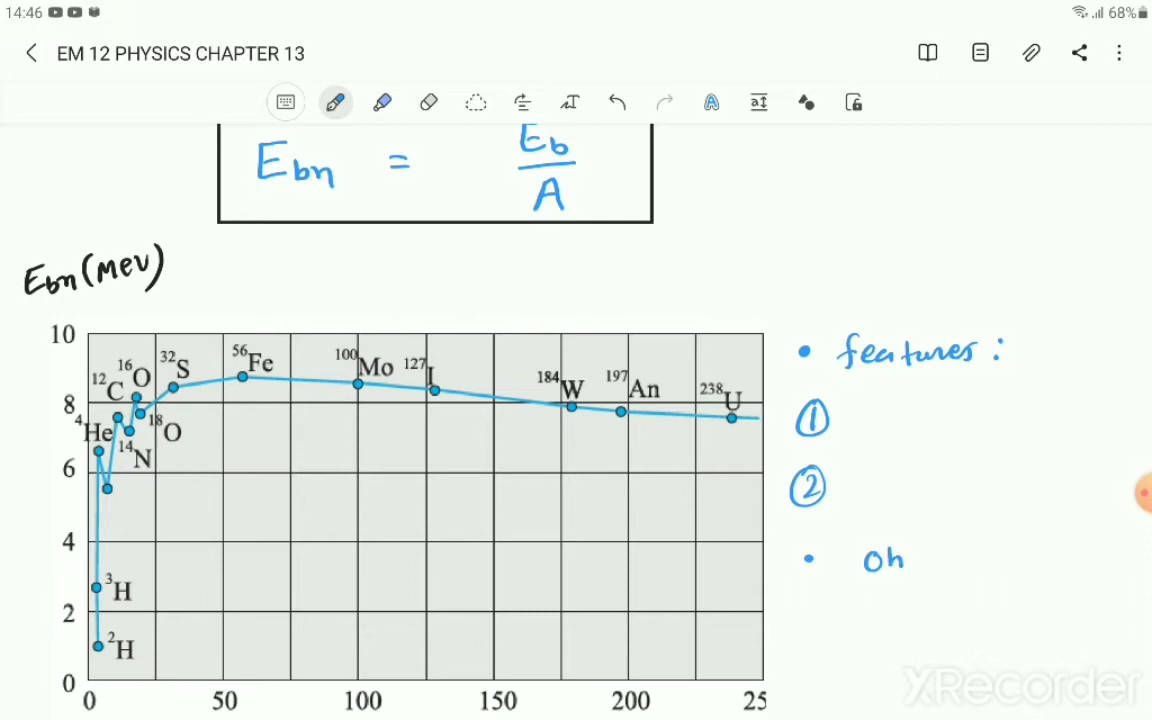 14:46 68%
EM 12 PHYSICS CHAPTER 13
Ebn = Eb/A
Ebn (MeV)
10
8
6
4
2
0
0 50 100 150 200 25
²H
³H
⁴He
¹²C
¹⁴N
¹⁶O
¹⁸O
³²S
⁵⁶Fe
¹⁰⁰Mo
¹²⁷I
¹⁸⁴W
¹⁹⁷An
²³⁸U
• features :
①
②
• oh
XRecorder